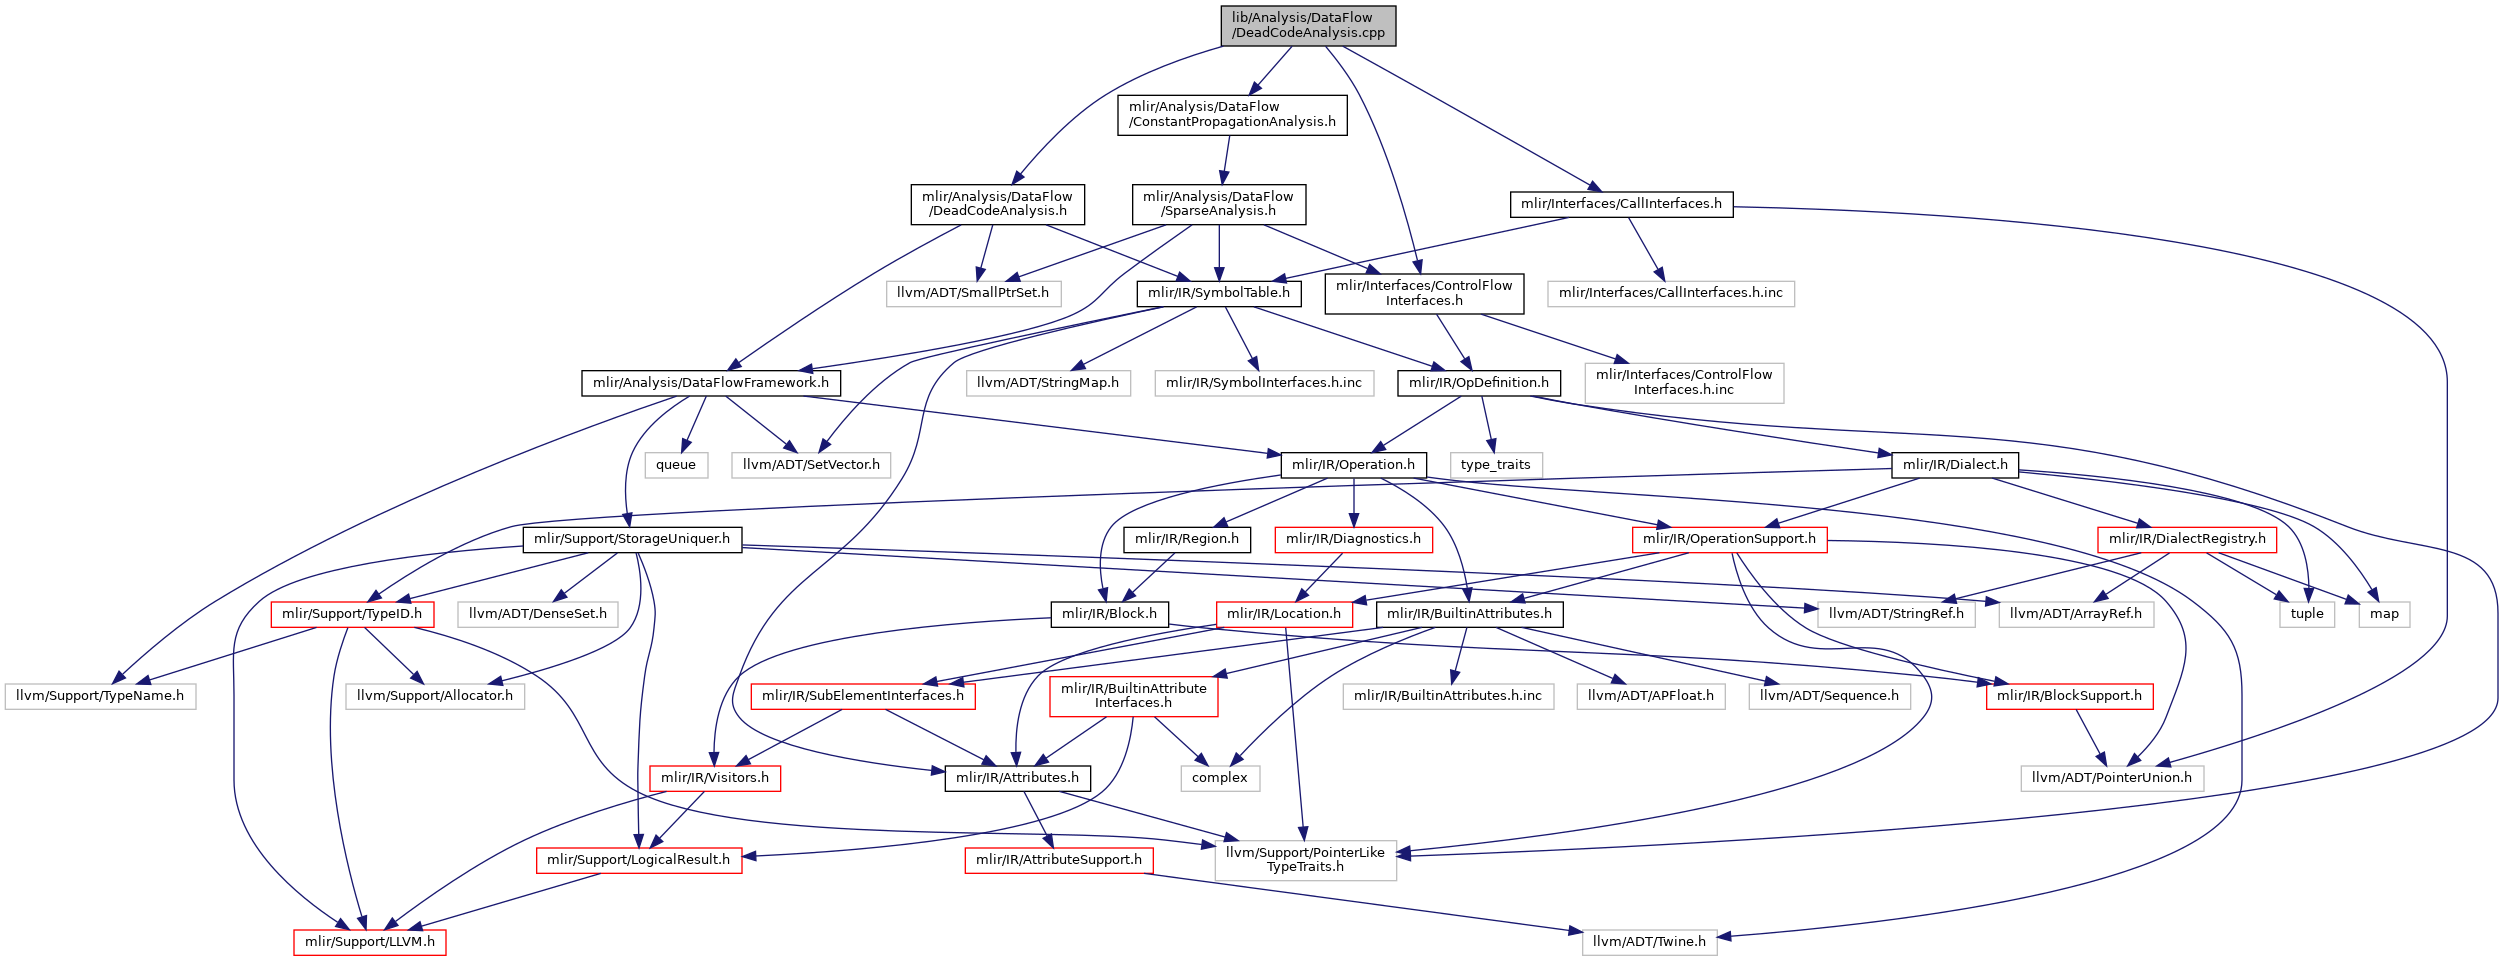 lib/Analysis/DataFlow
/DeadCodeAnalysis.cpp
mlir/Analysis/DataFlow
/ConstantPropagationAnalysis.h
mlir/Analysis/DataFlow
/DeadCodeAnalysis.h
mlir/Analysis/DataFlow
/SparseAnalysis.h
mlir/Interfaces/CallInterfaces.h
llvm/ADT/SmallPtrSet.h
mlir/IR/SymbolTable.h
mlir/Interfaces/ControlFlow
Interfaces.h
mlir/Interfaces/CallInterfaces.h.inc
mlir/Analysis/DataFlowFramework.h
llvm/ADT/StringMap.h
mlir/IR/SymbolInterfaces.h.inc
mlir/IR/OpDefinition.h
mlir/Interfaces/ControlFlow
Interfaces.h.inc
queue
llvm/ADT/SetVector.h
mlir/IR/Operation.h
type_traits
mlir/IR/Dialect.h
mlir/Support/StorageUniquer.h
mlir/IR/Region.h
mlir/IR/Diagnostics.h
mlir/IR/OperationSupport.h
mlir/IR/DialectRegistry.h
mlir/Support/TypeID.h
llvm/ADT/DenseSet.h
mlir/IR/Block.h
mlir/IR/Location.h
mlir/IR/BuiltinAttributes.h
llvm/ADT/StringRef.h
llvm/ADT/ArrayRef.h
tuple
map
llvm/Support/TypeName.h
llvm/Support/Allocator.h
mlir/IR/SubElementInterfaces.h
mlir/IR/BuiltinAttribute
Interfaces.h
mlir/IR/BuiltinAttributes.h.inc
llvm/ADT/APFloat.h
llvm/ADT/Sequence.h
mlir/IR/BlockSupport.h
mlir/IR/Visitors.h
mlir/IR/Attributes.h
complex
llvm/ADT/PointerUnion.h
mlir/Support/LogicalResult.h
mlir/IR/AttributeSupport.h
llvm/Support/PointerLike
TypeTraits.h
mlir/Support/LLVM.h
llvm/ADT/Twine.h